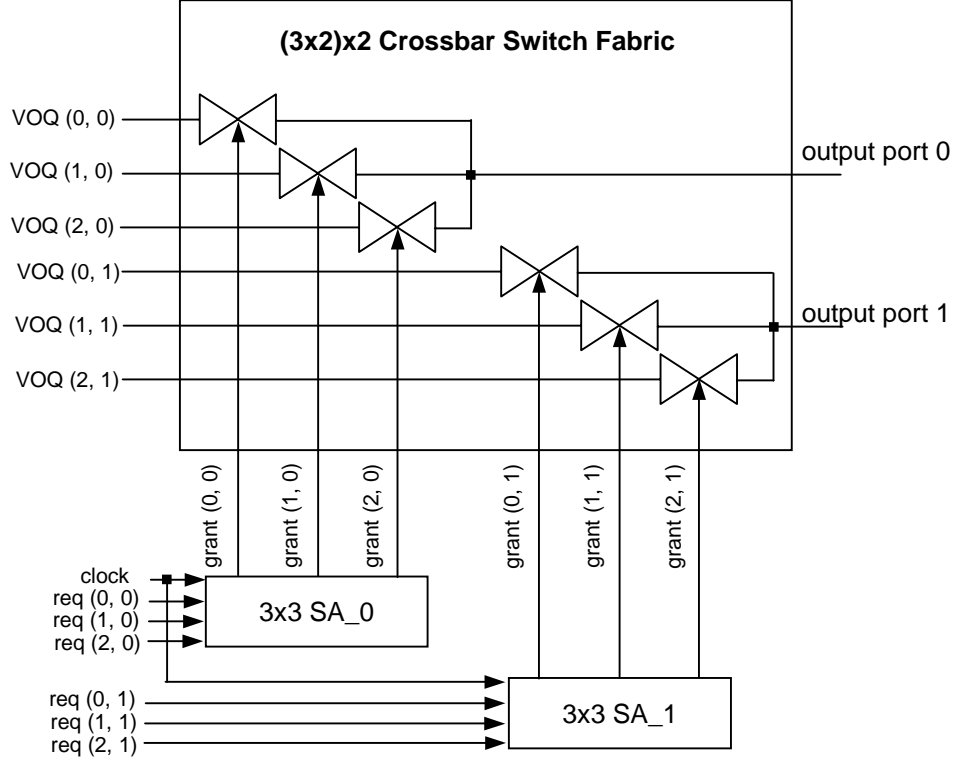 (3x2)x2 Crossbar Switch Fabric
VOQ (0, 0)
output port 0
VOQ (1, 0)
VOQ (2, 0)
VOQ (0, 1)
output port 1
VOQ (1, 1)
VOQ (2, 1)
grant (0, 0)
grant (1, 0)
grant (2, 0)
grant (0, 1)
grant (1, 1)
grant (2, 1)
clock
req (0, 0)
req (1, 0)
req (2, 0)
3x3 SA_0
req (0, 1)
req (1, 1)
req (2, 1)
3x3 SA_1